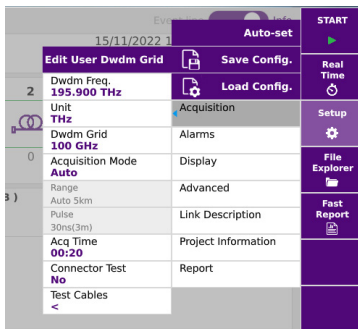 Event line
Info
15/11/2022 1
Auto-set
START
Edit User Dwdm Grid
Save Config.
Load Config.
Real
Time
2
Dwdm Freq.
195.900 THz
Unit
THz
Dwdm Grid
100 GHz
0
Acquisition Mode
Auto
3 )
Range
Auto 5km
Pulse
30ns(3m)
Acq Time
00:20
Connector Test
No
Test Cables
<
Acquisition
Alarms
Display
Advanced
Link Description
Project Information
Report
Setup
File
Explorer
Fast
Report